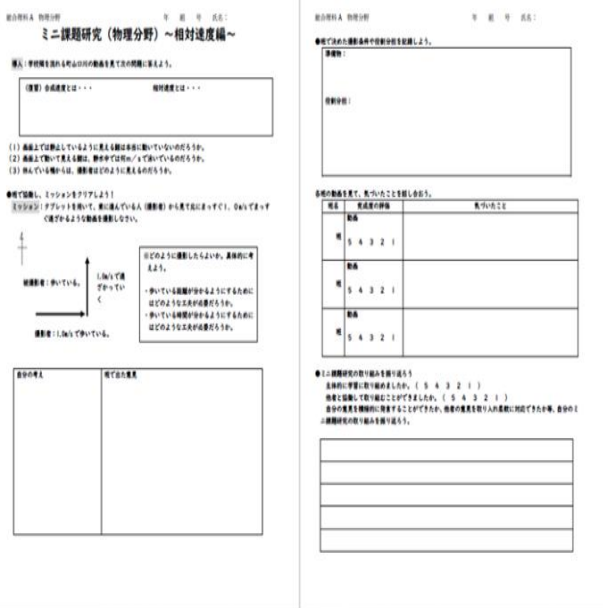 総合理科A　物理分野　年　組　号　氏名：
ミニ課題研究（物理分野）～相対速度編～
導入：学校横を流れる町山口川の動画を見て次の問題に答えよう。
（復習）合成速度とは・・・　相対速度とは・・・
（1）画面上では静止しているように見える鯉は本当に動いていないのだろうか。
（2）画面上で動いて見える鯉は、静水中では何m/sで泳いでいるのだろうか。
（3）休んでいる鴨からは、撮影者はどのように見えるのだろうか。
●班で協働し、ミッションをクリアしよう！
ミッション：タブレットを用いて、東に進んでいる人（撮影者）から見て北にまっすぐ1.0m/sでまっす
ぐ遠ざかるような動画を撮影しなさい。
被撮影者：歩いている。
1.0m/sで遠
ざかってい
く
撮影者：1.0m/sで歩いている。
※どのように撮影したらよいか。具体的に考
えよう。
・歩いている距離が分かるようにするために
はどのような工夫が必要だろうか。
・歩いている時間が分かるようにするために
はどのような工夫が必要だろうか。
自分の考え　班で出た意見
総合理科A　物理分野　年　組　号　氏名：
●班で決めた撮影条件や役割分担を記録しよう。
準備物：
役割分担：
各班の動画を見て、気づいたことを話し合おう。
班名　完成度の評価　気づいたこと
動画
班　5　4　3　2　1
動画
班　5　4　3　2　1
動画
班　5　4　3　2　1
●ミニ課題研究の取り組みを振り返ろう
主体的に学習に取り組めましたか。（　5　4　3　2　1　）
他者と協働して取り組むことができましたか。（　5　4　3　2　1　）
自分の意見を積極的に発言することができたか、他者の意見を取り入れ柔軟に対応できたか等、自分のミ
ニ課題研究の取り組みを振り返ろう。